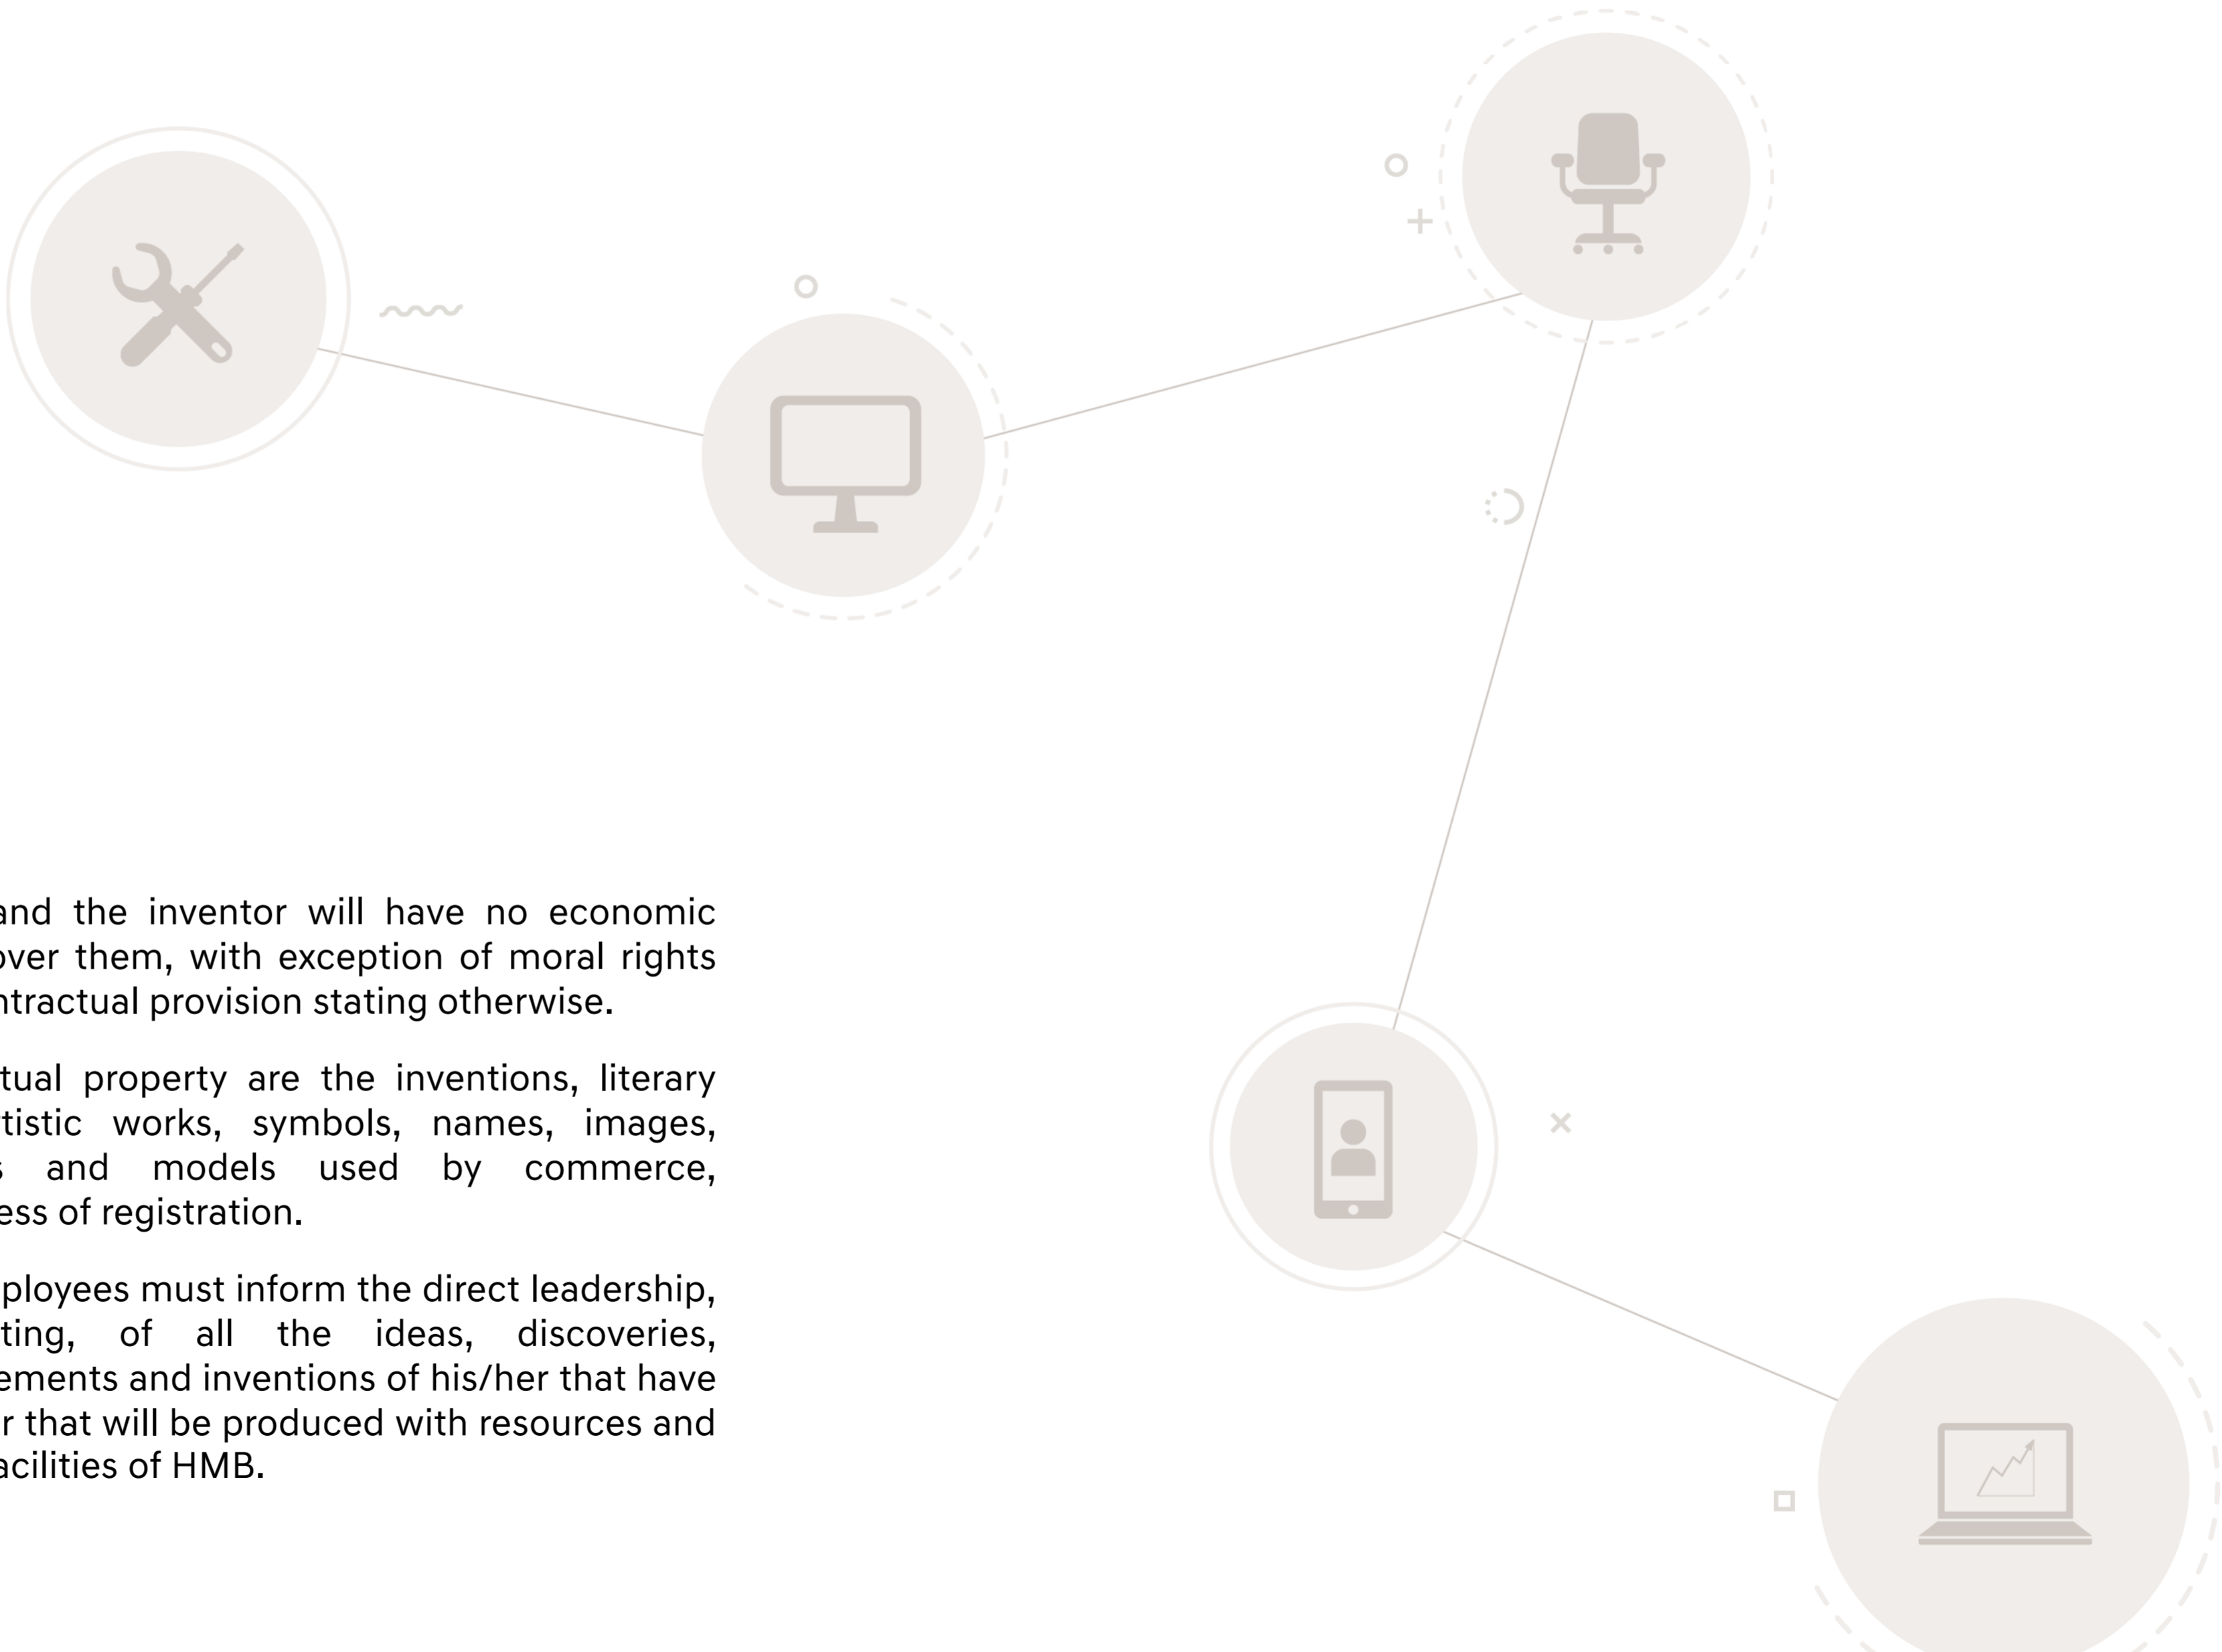 and the inventor will have no economic
over them, with exception of moral rights
ntractual provision stating otherwise.
tual property are the inventions, literary
tistic works, symbols, names, images,
s and models used by commerce,
ess of registration.
ployees must inform the direct leadership,
ting, of all the ideas, discoveries,
ements and inventions of his/her that have
r that will be produced with resources and
acilities of HMB.